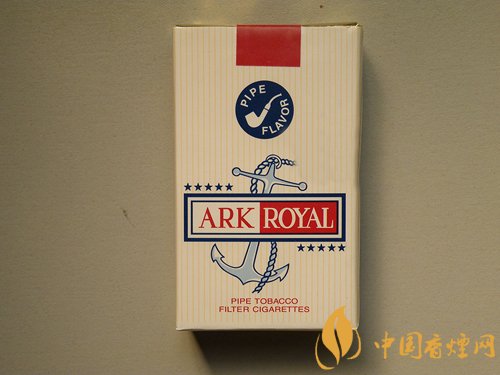 PIPE
FLAVOR
ARK ROYAL
PIPE TOBACCO
FILTER CIGARETTES
中国香烟网